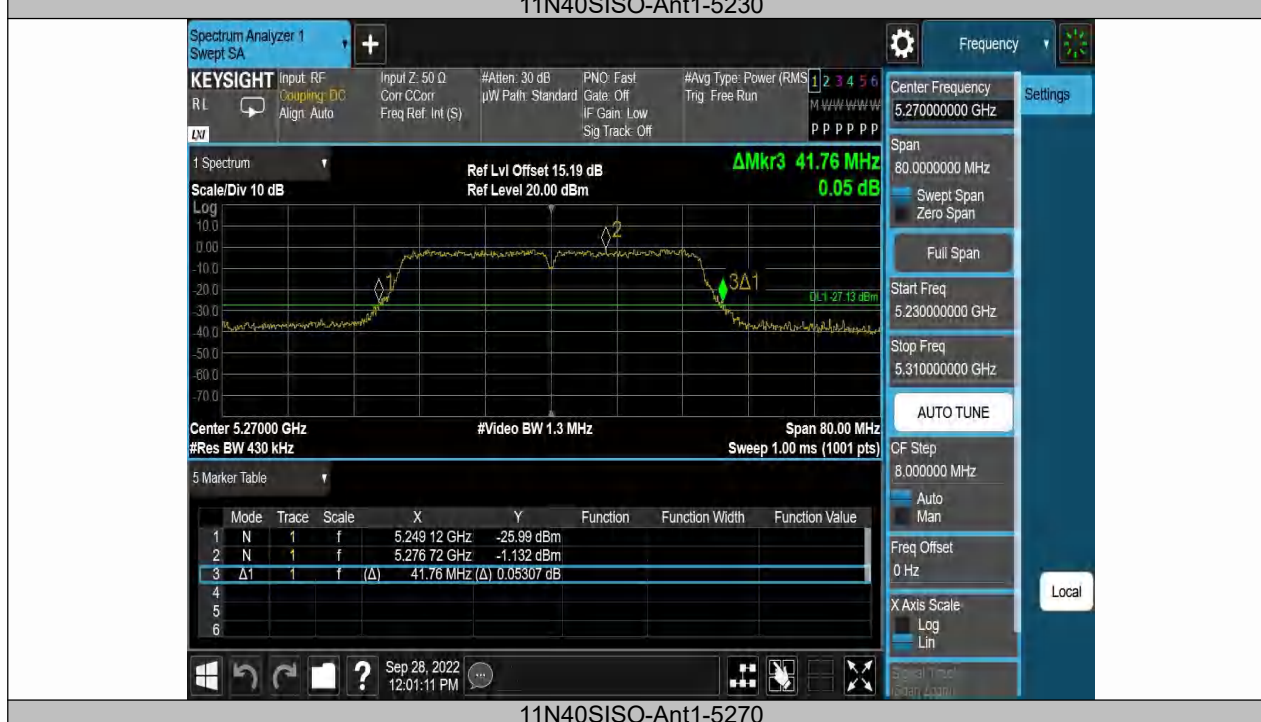 11N40SISO-Ant1-5230
Spectrum Analyzer 1
Swept SA
+
Frequency
KEYSIGHT
R L
LXI
Input: RF
Coupling: DC
Align: Auto
Input Z: 50 Ω
Corr CCorr
Freq Ref: Int (S)
#Atten: 30 dB
µW Path: Standard
PNO: Fast
Gate: Off
IF Gain: Low
Sig Track: Off
#Avg Type: Power (RMS
Trig: Free Run
1 2 3 4 5 6
M W W W W W
P P P P P P
Center Frequency
5.270000000 GHz
Settings
1 Spectrum
Scale/Div 10 dB
Ref Lvl Offset 15.19 dB
Ref Level 20.00 dBm
ΔMkr3 41.76 MHz
0.05 dB
Span
80.0000000 MHz
Swept Span
Zero Span
Full Span
Log
10.0
0.00
-10.0
-20.0
-30.0
-40.0
-50.0
-60.0
-70.0
1
2
3Δ1
DL1 -27.13 dBm
Start Freq
5.230000000 GHz
Stop Freq
5.310000000 GHz
AUTO TUNE
Center 5.27000 GHz
#Res BW 430 kHz
#Video BW 1.3 MHz
Span 80.00 MHz
Sweep 1.00 ms (1001 pts)
CF Step
8.000000 MHz
Auto
Man
5 Marker Table
Mode Trace Scale X Y Function Function Width Function Value
1 N 1 f 5.249 12 GHz -25.99 dBm
2 N 1 f 5.276 72 GHz -1.132 dBm
3 Δ1 1 f (Δ) 41.76 MHz (Δ) 0.05307 dB
4
5
6
Freq Offset
0 Hz
X Axis Scale
Log
Lin
Local
?
Sep 28, 2022
12:01:11 PM
11N40SISO-Ant1-5270